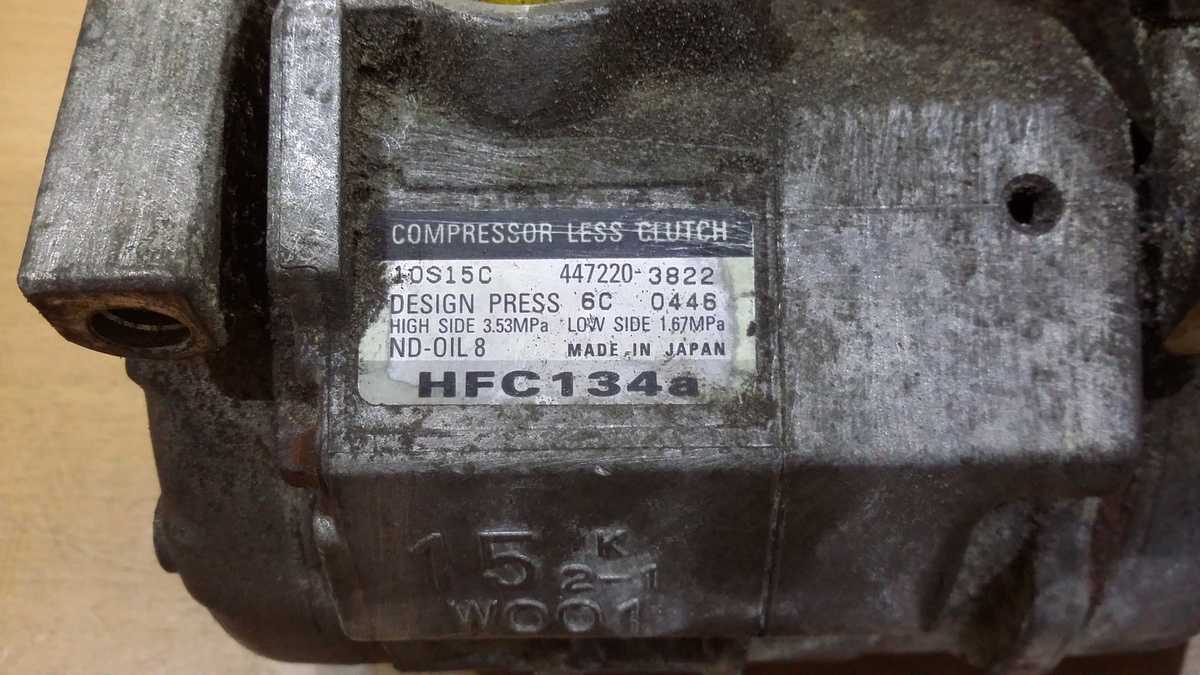 COMPRESSOR LESS CLUTCH
10S15C 447220-3822
DESIGN PRESS 6C 0446
HIGH SIDE 3.53MPa LOW SIDE 1.67MPa
ND-OIL 8 MADE IN JAPAN
HFC134a
15 K
2-1
W001